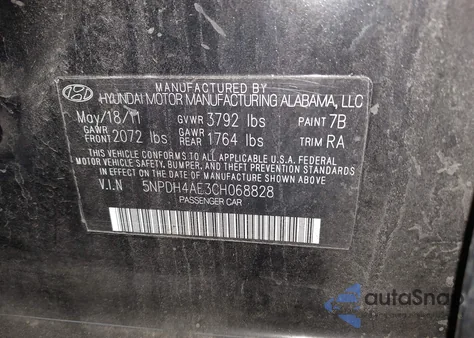 MANUFACTURED BY
HYUNDAI MOTOR MANUFACTURING ALABAMA, LLC
May/18/11 GVWR 3792 lbs PAINT 7B
GAWR FRONT 2072 lbs GAWR REAR 1764 lbs TRIM RA
THIS VEHICLE CONFORMS TO ALL APPLICABLE U.S.A. FEDERAL
MOTOR VEHICLE SAFETY, BUMPER, AND THEFT PREVENTION
STANDARDS IN EFFECT ON THE DATE OF MANUFACTURE SHOWN ABOVE.
V.I.N 5NPDH4AE3CH068828
PASSENGER CAR
autoSnap